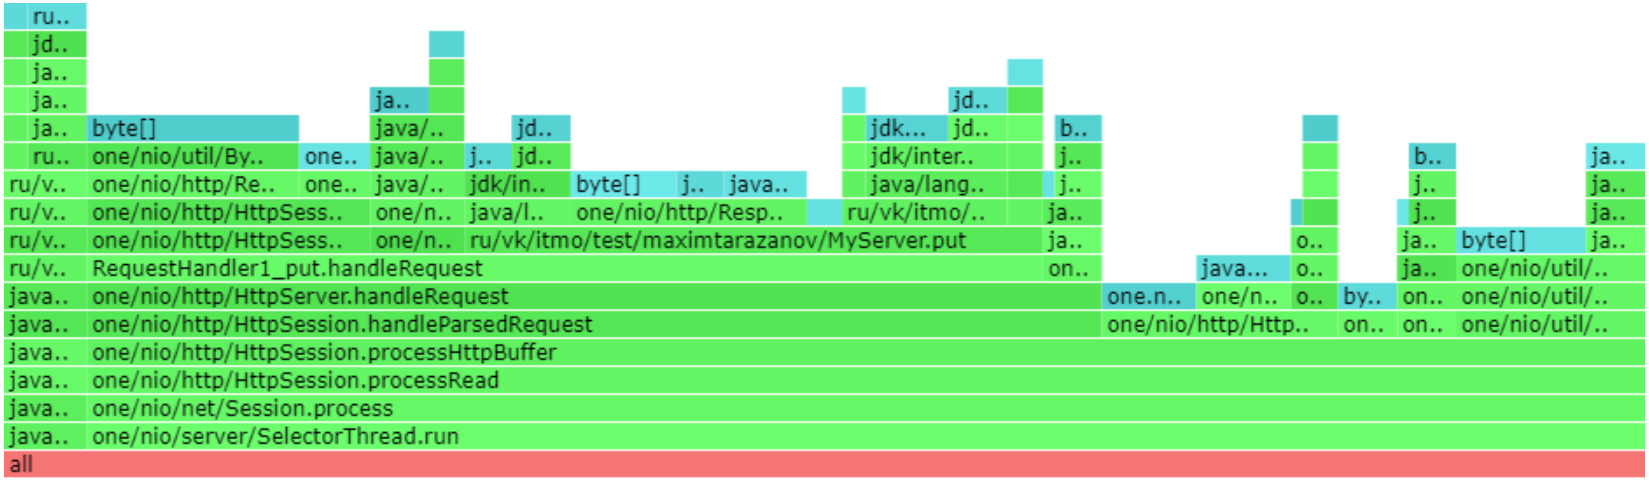 ru..
jd..
ja..
ja.. ja.. jd..
ja.. byte[] java/.. jd.. jdk... jd.. b..
ru.. one/nio/util/By.. one.. java/.. j.. jd.. jdk/inter.. j.. b.. ja..
ru/v.. one/nio/http/Re.. one.. java/.. jdk/in.. byte[] j.. java.. java/lang.. j.. j.. ja..
ru/v.. one/nio/http/HttpSess.. one/n.. java/l.. one/nio/http/Resp.. ru/vk/itmo/.. ja.. j.. ja..
ru/v.. one/nio/http/HttpSess.. one/n.. ru/vk/itmo/test/maximtarazanov/MyServer.put ja.. o.. ja.. byte[] ja..
ru/v.. RequestHandler1_put.handleRequest on.. java... o.. ja.. one/nio/util/..
java.. one/nio/http/HttpServer.handleRequest one.n.. one/n.. o.. by.. on.. one/nio/util/..
java.. one/nio/http/HttpSession.handleParsedRequest one/nio/http/Http.. on.. on.. one/nio/util/..
java.. one/nio/http/HttpSession.processHttpBuffer
java.. one/nio/http/HttpSession.processRead
java.. one/nio/net/Session.process
java.. one/nio/server/SelectorThread.run
all